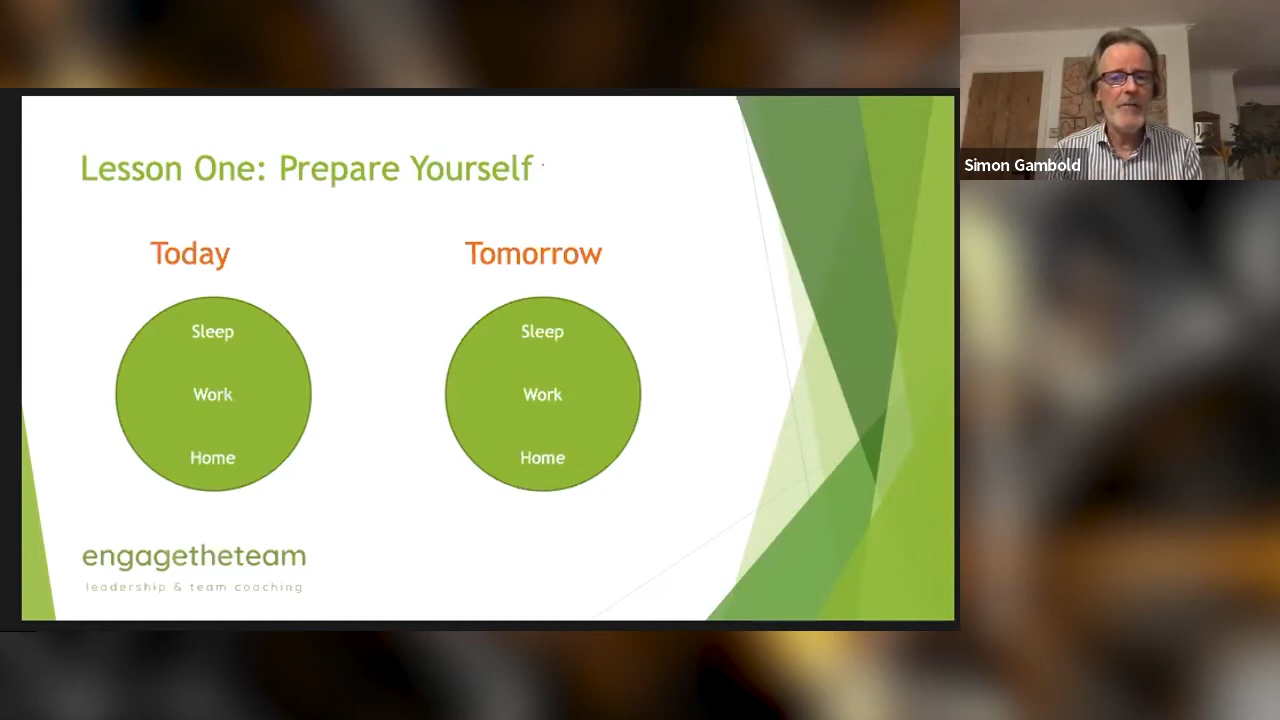 Lesson One: Prepare Yourself
Today
Tomorrow
Sleep
Work
Home
Sleep
Work
Home
engagetheteam
leadership & team coaching
Simon Gambold